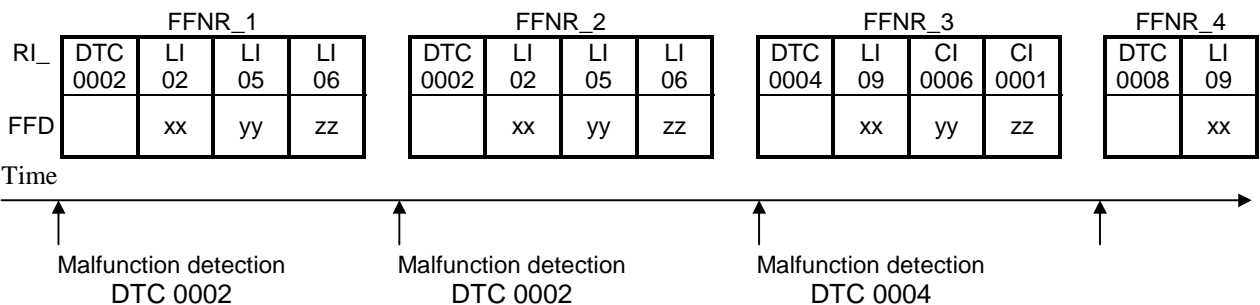 FFNR_1 FFNR_2 FFNR_3 FFNR_4
RI_ DTC LI LI LI DTC LI LI LI DTC LI CI CI DTC LI
0002 02 05 06 0002 02 05 06 0004 09 0006 0001 0008 09
FFD xx yy zz xx yy zz xx yy zz xx
Time
Malfunction detection Malfunction detection Malfunction detection
DTC 0002 DTC 0002 DTC 0004